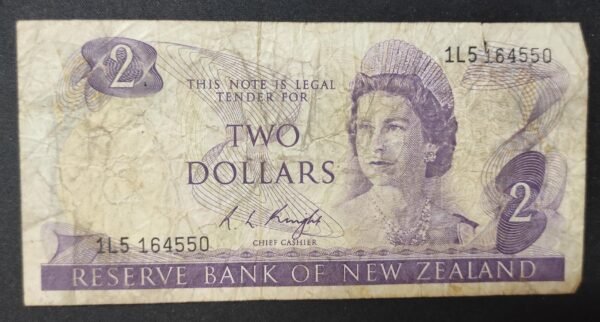 2
1L5 164550
THIS NOTE IS LEGAL
TENDER FOR
TWO
DOLLARS
R. L. Knight
CHIEF CASHIER
2
1L5 164550
RESERVE BANK OF NEW ZEALAND